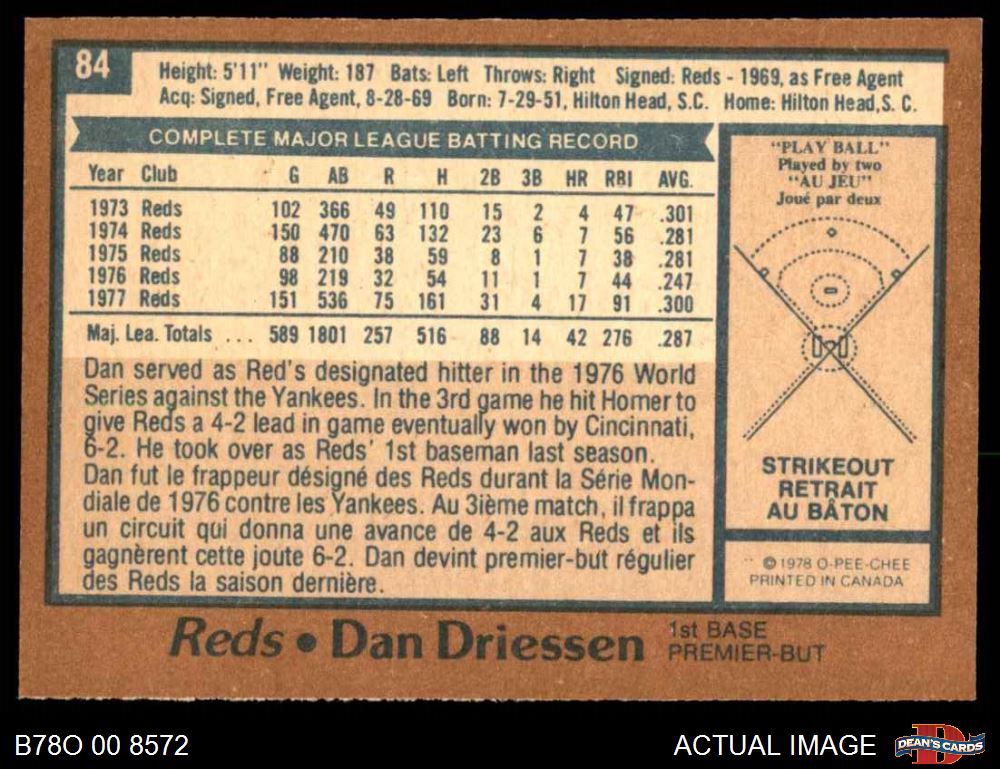 84
Height: 5'11" Weight: 187 Bats: Left Throws: Right Signed: Reds - 1969, as Free Agent
Acq: Signed, Free Agent, 8-28-69 Born: 7-29-51, Hilton Head, S.C. Home: Hilton Head, S. C.
COMPLETE MAJOR LEAGUE BATTING RECORD
Year Club G AB R H 2B 3B HR RBI AVG.
1973 Reds 102 366 49 110 15 2 4 47 .301
1974 Reds 150 470 63 132 23 6 7 56 .281
1975 Reds 88 210 38 59 8 1 7 38 .281
1976 Reds 98 219 32 54 11 1 7 44 .247
1977 Reds 151 536 75 161 31 4 17 91 .300
Maj. Lea. Totals ... 589 1801 257 516 88 14 42 276 .287
Dan served as Red's designated hitter in the 1976 World
Series against the Yankees. In the 3rd game he hit Homer to
give Reds a 4-2 lead in game eventually won by Cincinnati,
6-2. He took over as Reds' 1st baseman last season.
Dan fut le frappeur désigné des Reds durant la Série Mon-
diale de 1976 contre les Yankees. Au 3ième match, il frappa
un circuit qui donna une avance de 4-2 aux Reds et ils
gagnèrent cette joute 6-2. Dan devint premier-but régulier
des Reds la saison dernière.
"PLAY BALL"
Played by two
"AU JEU"
Joué par deux
STRIKEOUT
RETRAIT
AU BÂTON
© 1978 O-PEE-CHEE
PRINTED IN CANADA
Reds • Dan Driessen
1st BASE
PREMIER-BUT
B78O 00 8572
ACTUAL IMAGE
DEAN'S CARDS